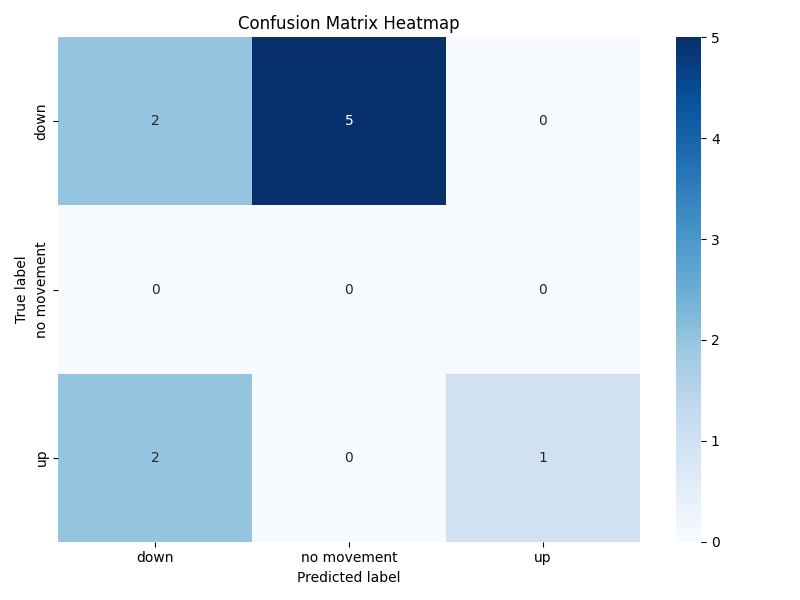 Confusion Matrix Heatmap
True label
down
2 5 0
no movement
0 0 0
up
2 0 1
down no movement up
Predicted label
5
4
3
2
1
0